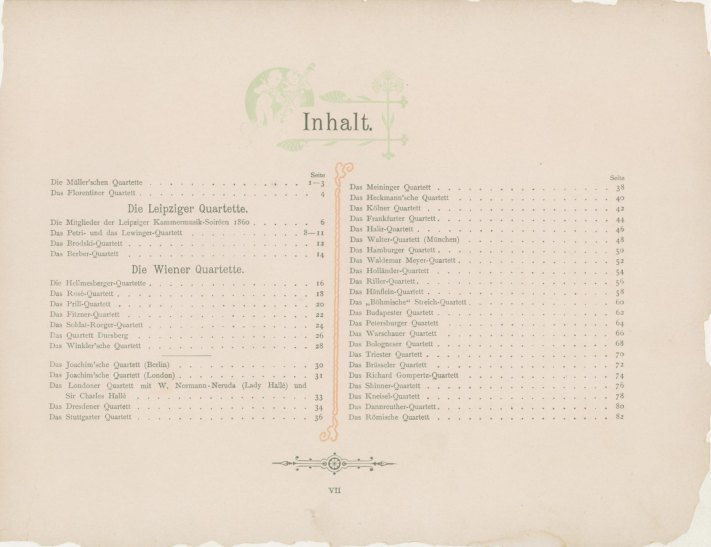 Inhalt.
Seite
Die Müller'schen Quartette 1—3
Das Florentiner Quartett 4
Die Leipziger Quartette.
Die Mitglieder der Leipziger Kammermusik-Soiréen 1860 6
Das Petri- und das Lewinger-Quartett 8—11
Das Brodski-Quartett 12
Das Berber-Quartett 14
Die Wiener Quartette.
Die Hellmesberger-Quartette 16
Das Rosé-Quartett 18
Das Prill-Quartett 20
Das Fitzner-Quartett 22
Das Soldat-Roeger-Quartett 24
Das Quartett Duesberg 26
Das Winkler'sche Quartett 28
Das Joachim'sche Quartett (Berlin) 30
Das Joachim'sche Quartett (London) 31
Das Londoner Quartett mit W. Normann-Neruda (Lady Hallé) und
Sir Charles Hallé 33
Das Dresdener Quartett 34
Das Stuttgarter Quartett 36
Seite
Das Meininger Quartett 38
Das Heckmann'sche Quartett 40
Das Kölner Quartett 42
Das Frankfurter Quartett 44
Das Halir-Quartett 46
Das Walter-Quartett (München) 48
Das Hamburger Quartett 50
Das Waldemar Meyer-Quartett 52
Das Holländer-Quartett 54
Das Riller-Quartett 56
Das Hänflein-Quartett 58
Das „Böhmische" Streich-Quartett 60
Das Budapester Quartett 62
Das Petersburger Quartett 64
Das Warschauer Quartett 66
Das Bologneser Quartett 68
Das Triester Quartett 70
Das Brüsseler Quartett 72
Das Richard Gompertz-Quartett 74
Das Shinner-Quartett 76
Das Kneisel-Quartett 78
Das Dannreuther-Quartett 80
Das Römische Quartett 82
VII